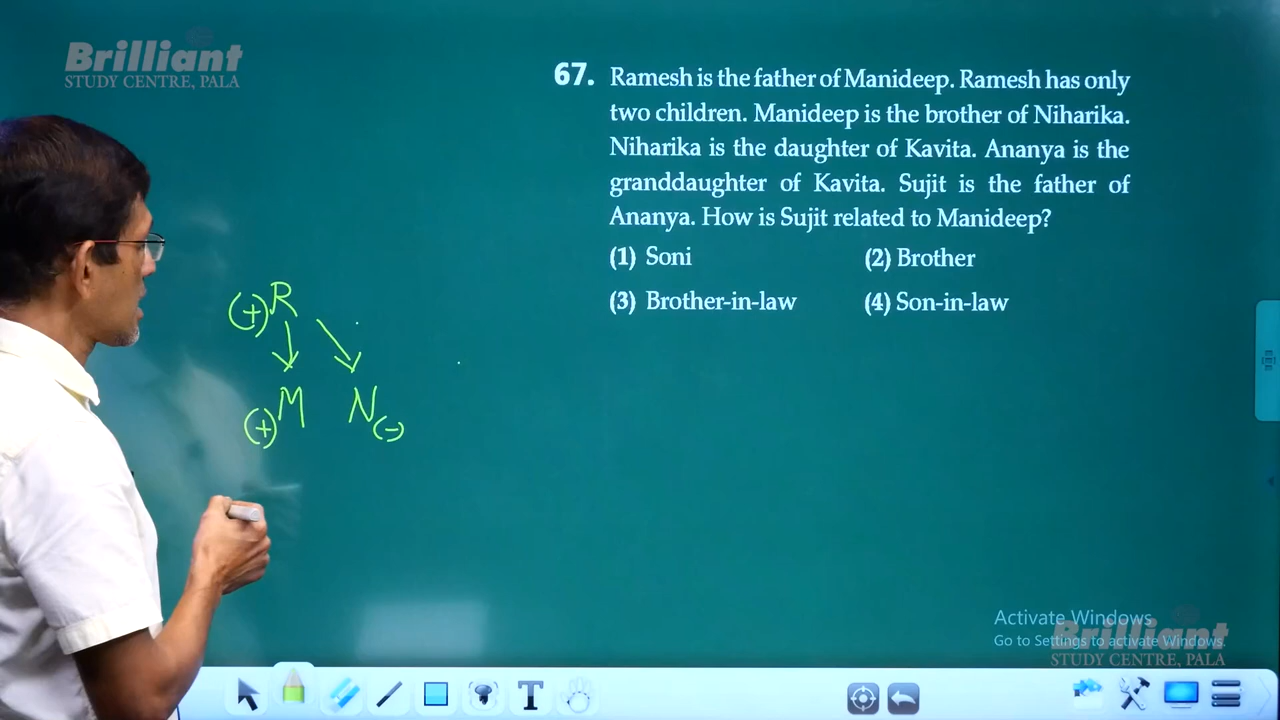 Brilliant
STUDY CENTRE, PALA
67. Ramesh is the father of Manideep. Ramesh has only
two children. Manideep is the brother of Niharika.
Niharika is the daughter of Kavita. Ananya is the
granddaughter of Kavita. Sujit is the father of
Ananya. How is Sujit related to Manideep?
(1) Soni (2) Brother
(3) Brother-in-law (4) Son-in-law
(+) R
(+) M N (-)
Activate Windows
Go to Settings to activate Windows.
Brilliant
STUDY CENTRE, PALA
T